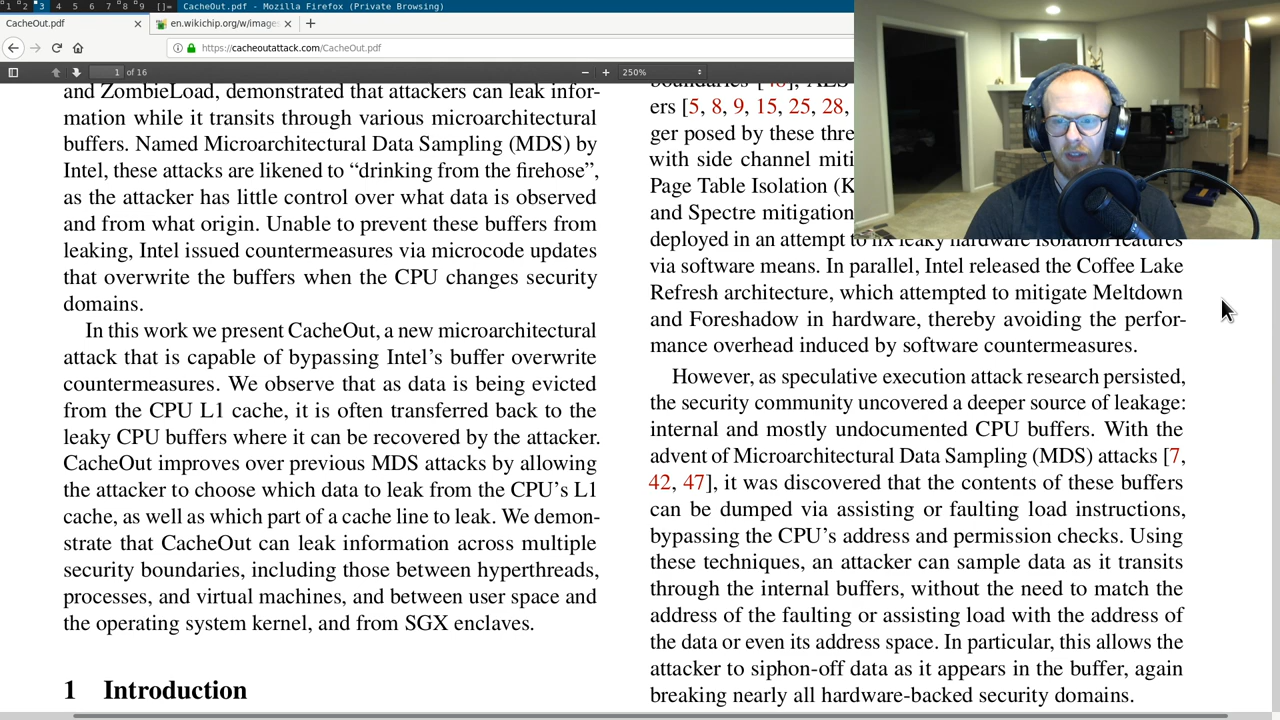 1 2 3 4 5 6 7 8 9 []= CacheOut.pdf - Mozilla Firefox (Private Browsing)
CacheOut.pdf × en.wikichip.org/w/image × +
https://cacheoutattack.com/CacheOut.pdf
1 of 16 − + 250%
and ZombieLoad, demonstrated that attackers can leak infor-
mation while it transits through various microarchitectural
buffers. Named Microarchitectural Data Sampling (MDS) by
Intel, these attacks are likened to “drinking from the firehose”,
as the attacker has little control over what data is observed
and from what origin. Unable to prevent these buffers from
leaking, Intel issued countermeasures via microcode updates
that overwrite the buffers when the CPU changes security
domains.
In this work we present CacheOut, a new microarchitectural
attack that is capable of bypassing Intel’s buffer overwrite
countermeasures. We observe that as data is being evicted
from the CPU L1 cache, it is often transferred back to the
leaky CPU buffers where it can be recovered by the attacker.
CacheOut improves over previous MDS attacks by allowing
the attacker to choose which data to leak from the CPU’s L1
cache, as well as which part of a cache line to leak. We demon-
strate that CacheOut can leak information across multiple
security boundaries, including those between hyperthreads,
processes, and virtual machines, and between user space and
the operating system kernel, and from SGX enclaves.
1 Introduction
boundaries
ers [5, 8, 9, 15, 25, 28,
ger posed by these thre
with side channel miti
Page Table Isolation (K
and Spectre mitigation
deployed in an attempt to fix leaky hardware isolation features
via software means. In parallel, Intel released the Coffee Lake
Refresh architecture, which attempted to mitigate Meltdown
and Foreshadow in hardware, thereby avoiding the perfor-
mance overhead induced by software countermeasures.
However, as speculative execution attack research persisted,
the security community uncovered a deeper source of leakage:
internal and mostly undocumented CPU buffers. With the
advent of Microarchitectural Data Sampling (MDS) attacks [7,
42, 47], it was discovered that the contents of these buffers
can be dumped via assisting or faulting load instructions,
bypassing the CPU’s address and permission checks. Using
these techniques, an attacker can sample data as it transits
through the internal buffers, without the need to match the
address of the faulting or assisting load with the address of
the data or even its address space. In particular, this allows the
attacker to siphon-off data as it appears in the buffer, again
breaking nearly all hardware-backed security domains.